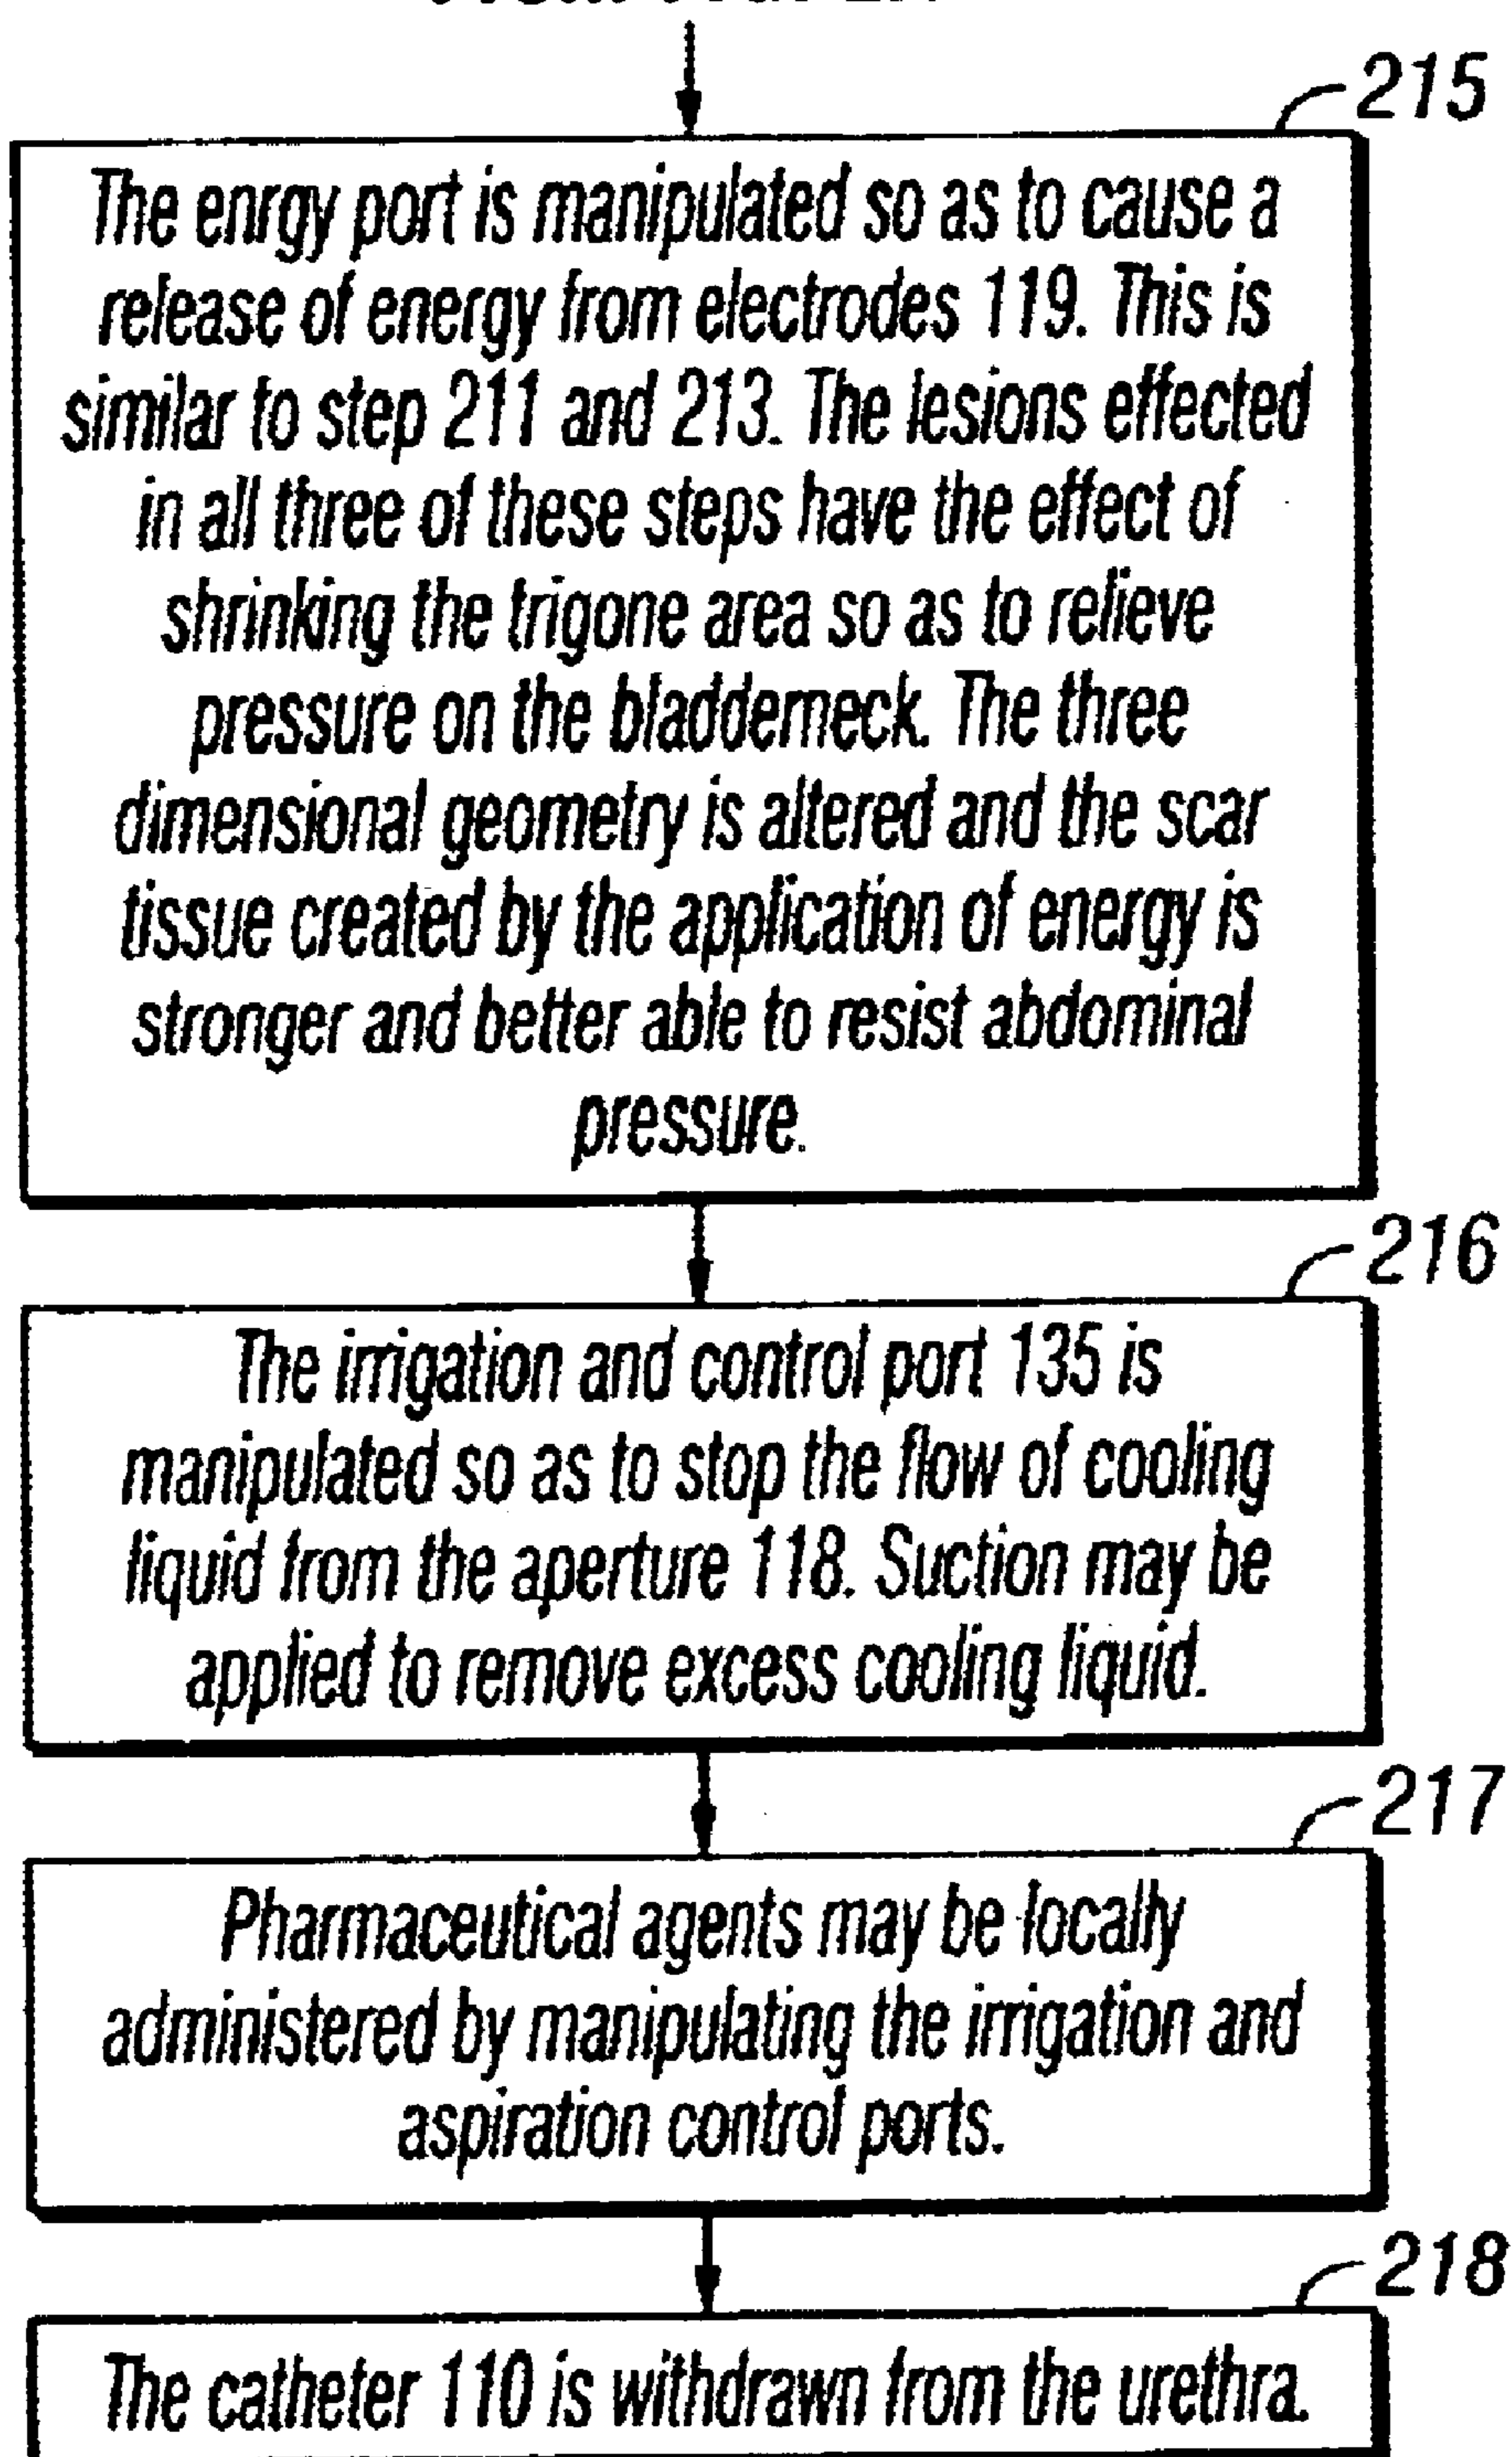 215
The enrgy port is manipulated so as to cause a
release of energy from electrodes 119. This is
similar to step 211 and 213. The lesions effected
in all three of these steps have the effect of
shrinking the trigone area so as to relieve
pressure on the bladderneck. The three
dimensional geometry is altered and the scar
tissue created by the application of energy is
stronger and better able to resist abdominal
pressure.
216
The irrigation and control port 135 is
manipulated so as to stop the flow of cooling
liquid from the aperture 118. Suction may be
applied to remove excess cooling liquid.
217
Pharmaceutical agents may be locally
administered by manipulating the irrigation and
aspiration control ports.
218
The catheter 110 is withdrawn from the urethra.